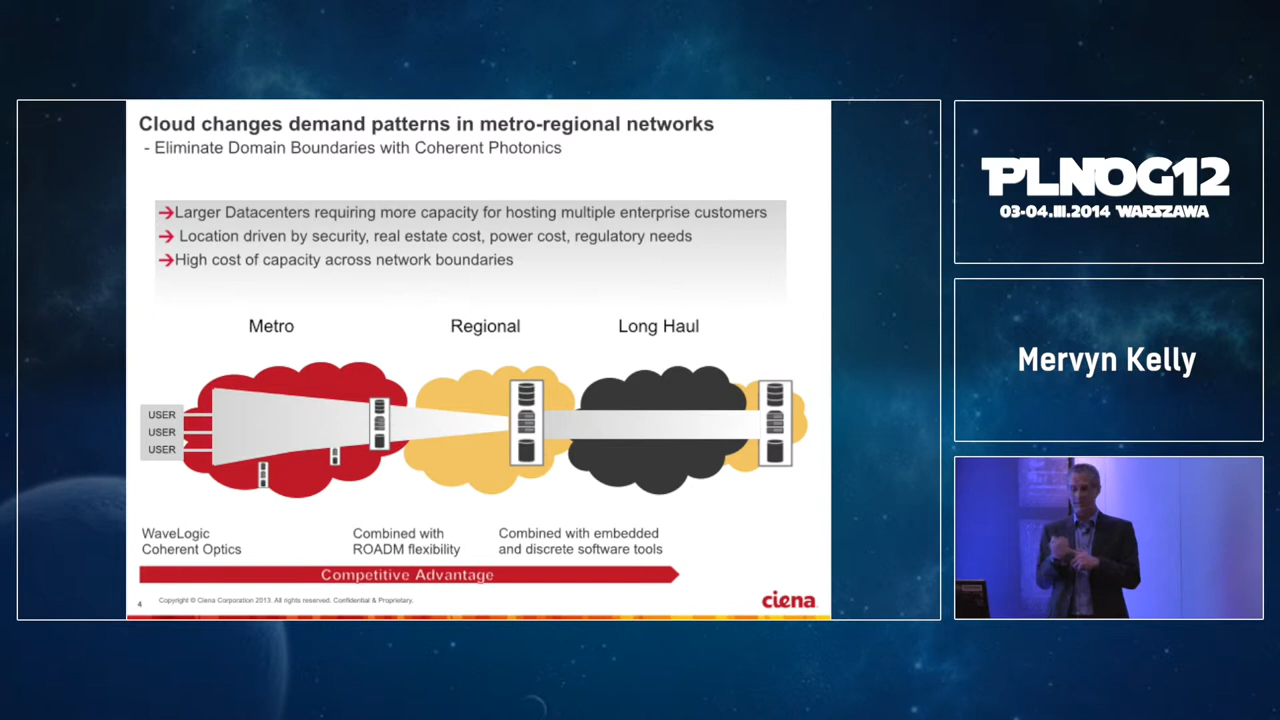 Cloud changes demand patterns in metro-regional networks
- Eliminate Domain Boundaries with Coherent Photonics
→Larger Datacenters requiring more capacity for hosting multiple enterprise customers
→ Location driven by security, real estate cost, power cost, regulatory needs
→High cost of capacity across network boundaries
Metro
Regional
Long Haul
USER
USER
USER
WaveLogic
Coherent Optics
Combined with
ROADM flexibility
Combined with embedded
and discrete software tools
Competitive Advantage
4
Copyright © Ciena Corporation 2013. All rights reserved. Confidential & Proprietary.
ciena
PLNOG12
03-04.III.2014 WARSZAWA
Mervyn Kelly